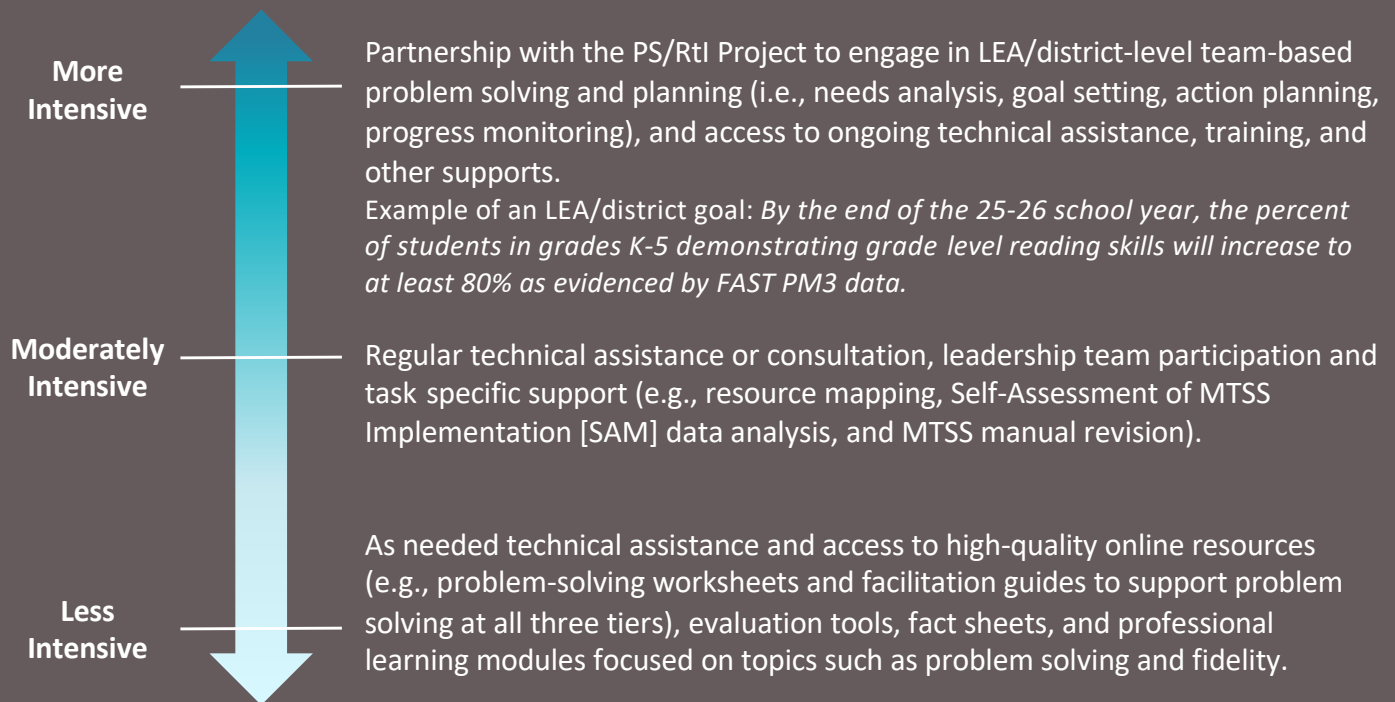 More
Intensive
Partnership with the PS/RtI Project to engage in LEA/district-level team-based
problem solving and planning (i.e., needs analysis, goal setting, action planning,
progress monitoring), and access to ongoing technical assistance, training, and
other supports.
Example of an LEA/district goal: By the end of the 25-26 school year, the percent
of students in grades K-5 demonstrating grade level reading skills will increase to
at least 80% as evidenced by FAST PM3 data.
Moderately
Intensive
Regular technical assistance or consultation, leadership team participation and
task specific support (e.g., resource mapping, Self-Assessment of MTSS
Implementation [SAM] data analysis, and MTSS manual revision).
Less
Intensive
As needed technical assistance and access to high-quality online resources
(e.g., problem-solving worksheets and facilitation guides to support problem
solving at all three tiers), evaluation tools, fact sheets, and professional
learning modules focused on topics such as problem solving and fidelity.